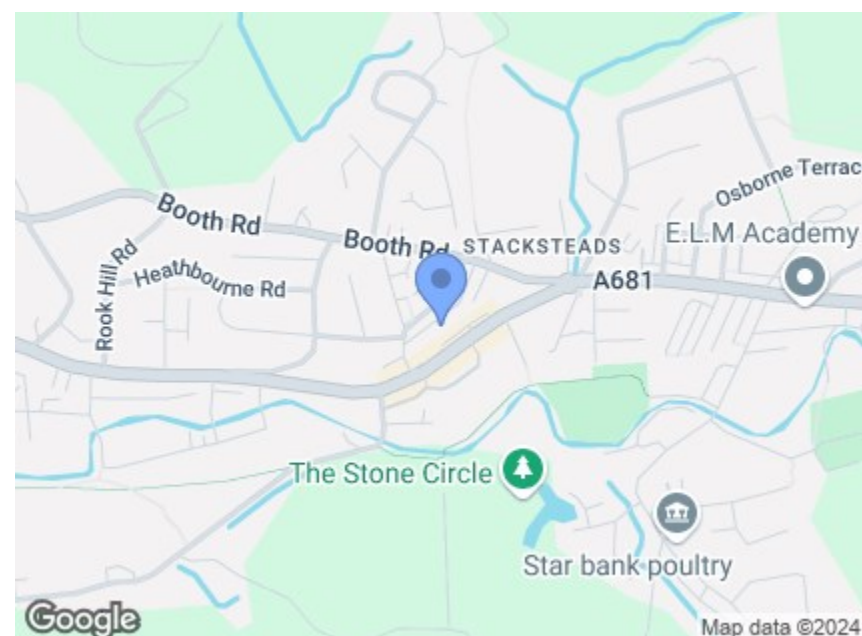 Osborne Terrac
Booth Rd
Booth Rd
STACKSTEADS
E.L.M Academy
Rook Hill Rd
Heathbourne Rd
A681
The Stone Circle
Star bank poultry
Google
Map data ©2024